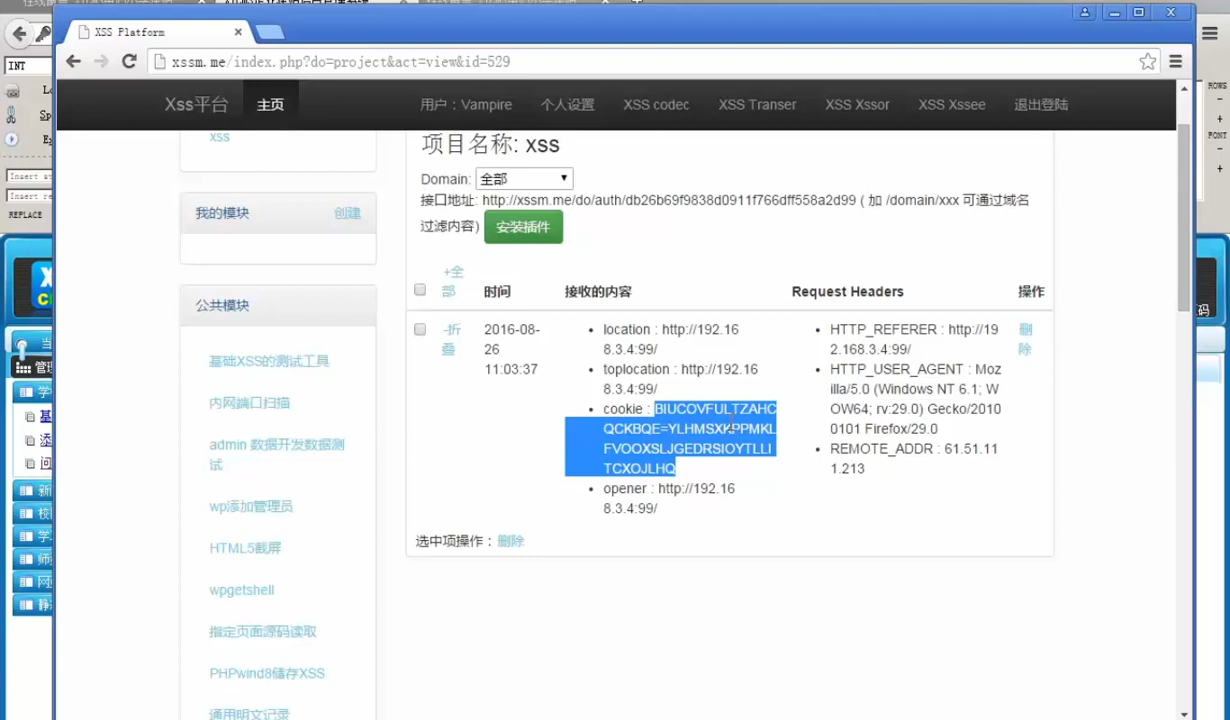 XSS Platform
xssm.me/index.php?do=project&act=view&id=529
INT
ROWS
FONT
REPLACE
Xss平台
主页
用户：Vampire
个人设置
XSS codec
XSS Transer
XSS Xssor
XSS Xssee
退出登陆
xss
我的模块
创建
公共模块
基础XSS的测试工具
内网端口扫描
admin 数据开发数据测
试
wp添加管理员
HTML5截屏
wpgetshell
指定页面源码读取
PHPwind8储存XSS
通用明文记录
项目名称: xss
Domain: 全部
接口地址: http://xssm.me/do/auth/db26b69f9838d0911f766dff558a2d99 ( 加 /domain/xxx 可通过域名
过滤内容)
安装插件
+全
部
时间
接收的内容
Request Headers
操作
-折
叠
2016-08-
26
11:03:37
location : http://192.16
8.3.4:99/
toplocation : http://192.16
8.3.4:99/
cookie : BIUCOVFULTZAHC
QCKBQE=YLHMSXKPPMKL
FVOOXSLJGEDRSIOYTLLI
TCXOJLHQ
opener : http://192.16
8.3.4:99/
HTTP_REFERER : http://19
2.168.3.4:99/
HTTP_USER_AGENT : Moz
illa/5.0 (Windows NT 6.1; W
OW64; rv:29.0) Gecko/2010
0101 Firefox/29.0
REMOTE_ADDR : 61.51.11
1.213
删
除
选中项操作：删除